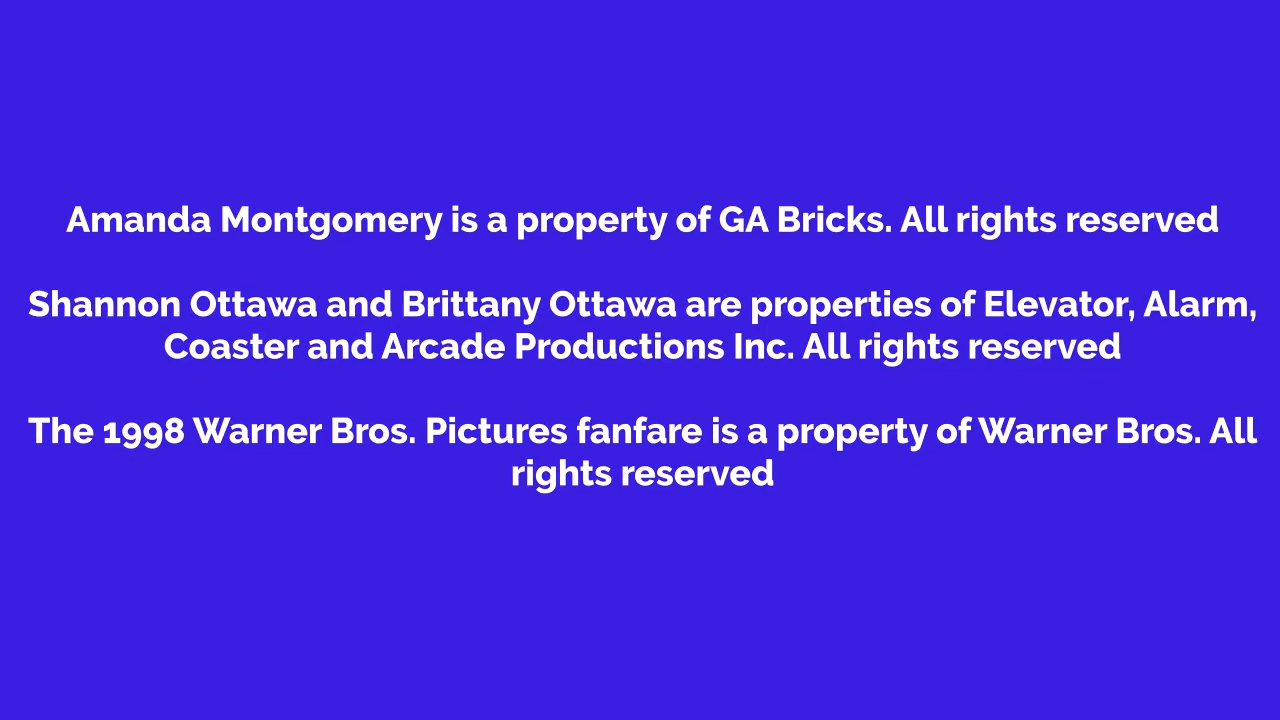 Amanda Montgomery is a property of GA Bricks. All rights reserved
Shannon Ottawa and Brittany Ottawa are properties of Elevator, Alarm,
Coaster and Arcade Productions Inc. All rights reserved
The 1998 Warner Bros. Pictures fanfare is a property of Warner Bros. All
rights reserved